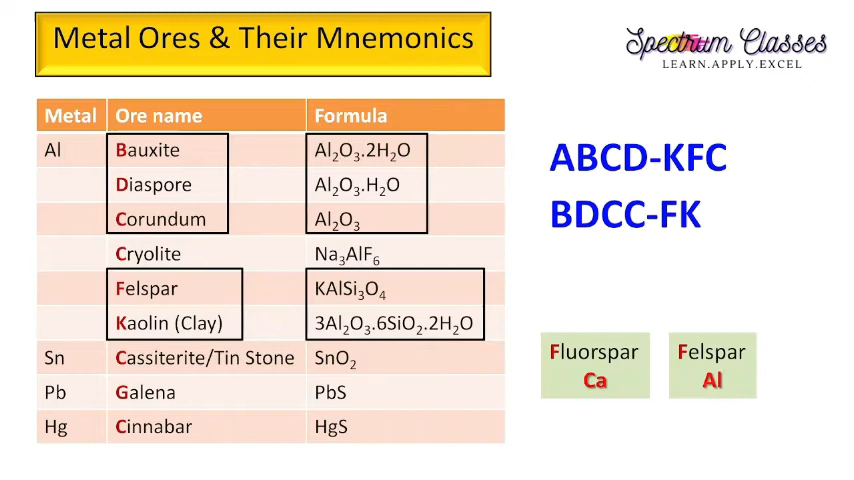 Metal Ores & Their Mnemonics
Spectrum Classes
LEARN.APPLY.EXCEL
Metal Ore name Formula
Al Bauxite Al₂O₃.2H₂O
Diaspore Al₂O₃.H₂O
Corundum Al₂O₃
Cryolite Na₃AlF₆
Felspar KAlSi₃O₄
Kaolin (Clay) 3Al₂O₃.6SiO₂.2H₂O
Sn Cassiterite/Tin Stone SnO₂
Pb Galena PbS
Hg Cinnabar HgS
ABCD-KFC
BDCC-FK
Fluorspar
Ca
Felspar
Al